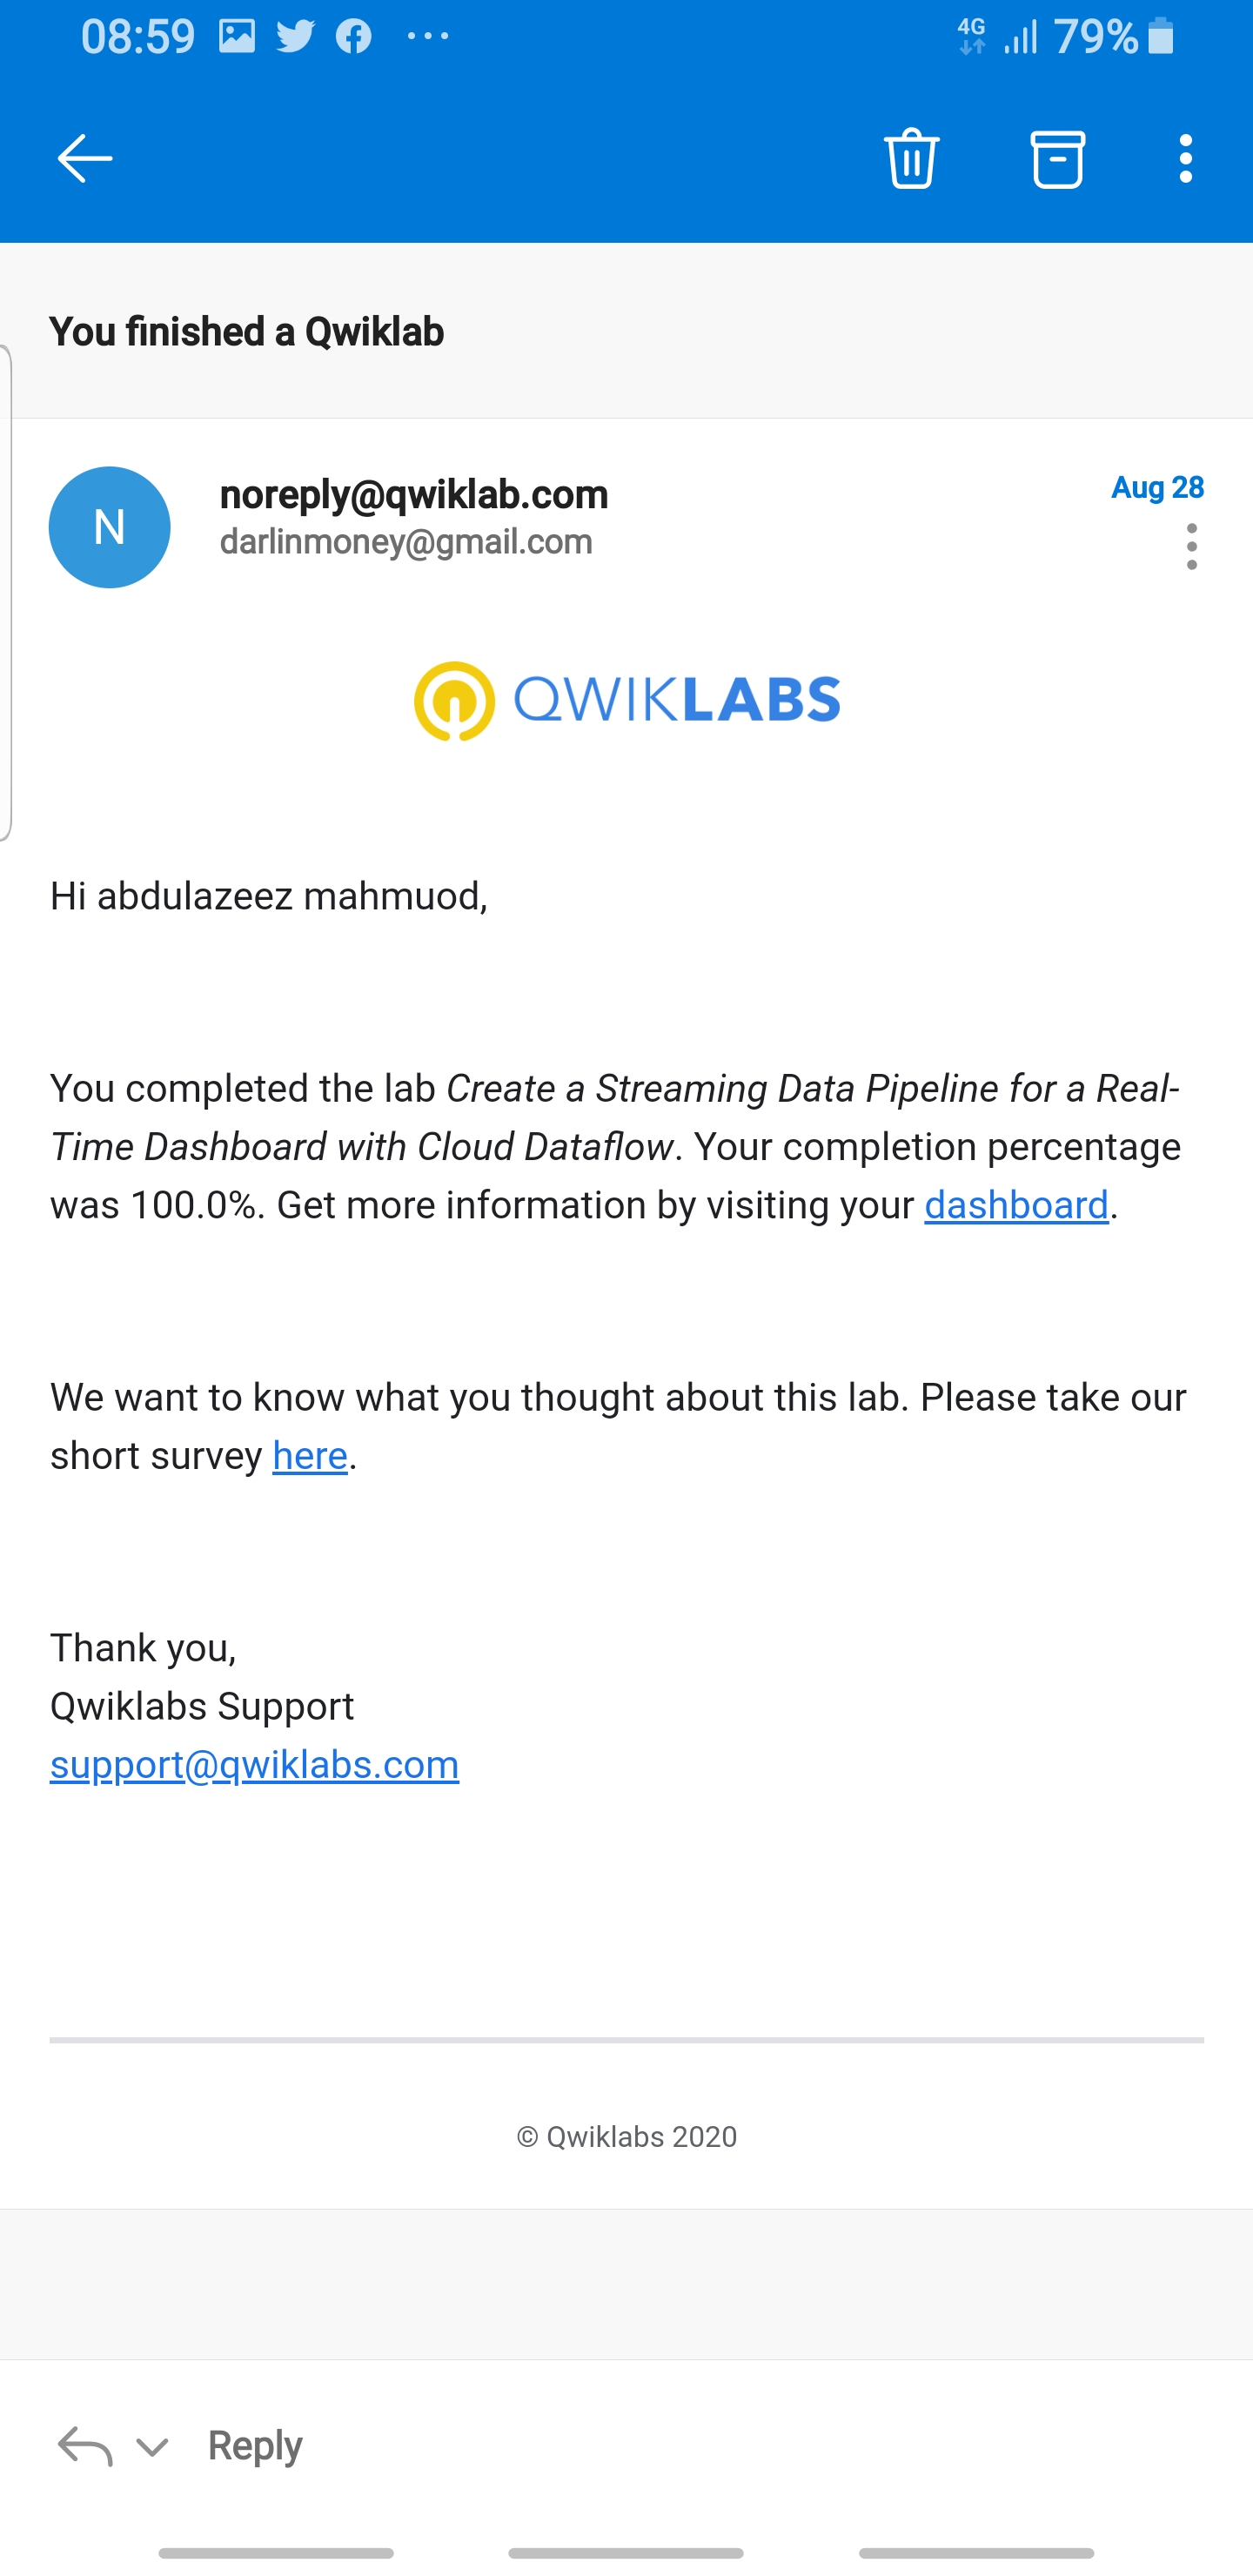 08:59
4G
79%
You finished a Qwiklab
N
noreply@qwiklab.com
Aug 28
darlinmoney@gmail.com
QWIKLABS
Hi abdulazeez mahmuod,
You completed the lab Create a Streaming Data Pipeline for a Real-
Time Dashboard with Cloud Dataflow. Your completion percentage
was 100.0%. Get more information by visiting your dashboard.
We want to know what you thought about this lab. Please take our
short survey here.
Thank you,
Qwiklabs Support
support@qwiklabs.com
© Qwiklabs 2020
Reply